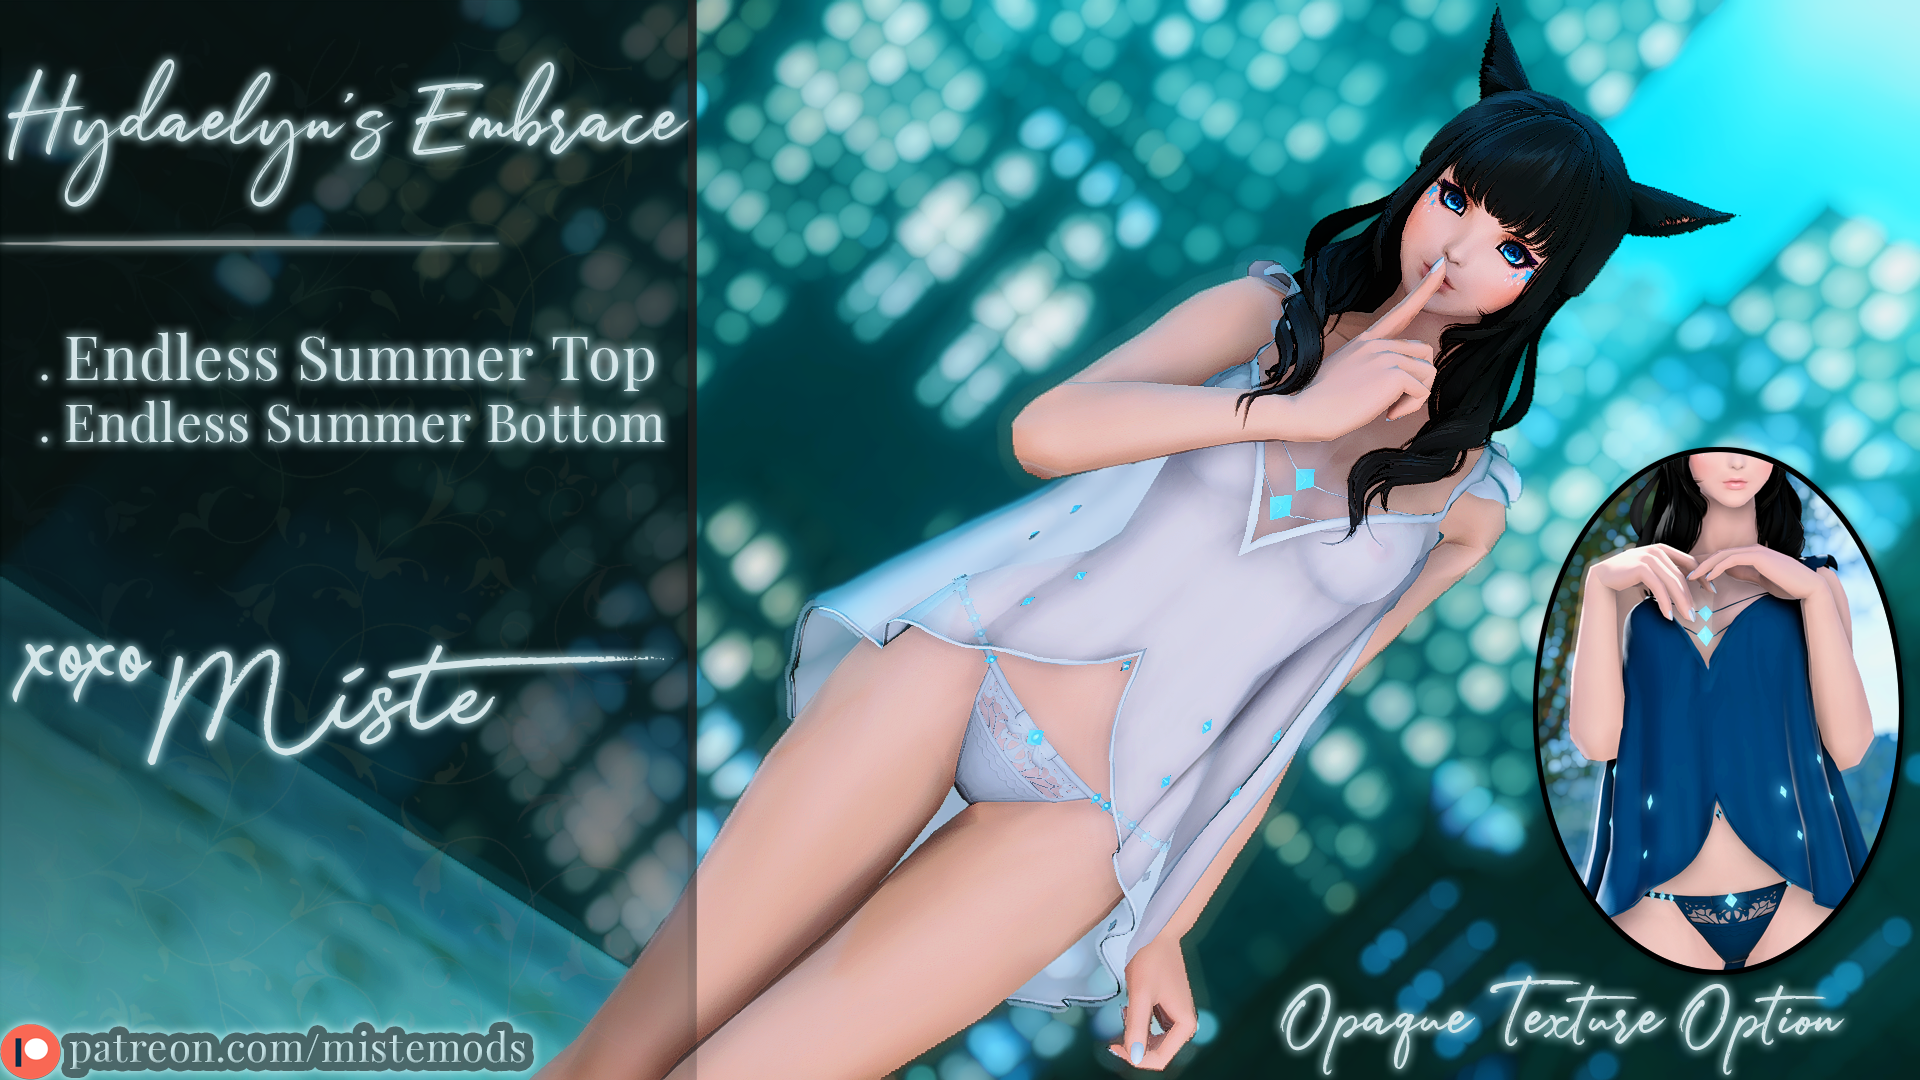 Hydaelyn's Embrace
. Endless Summer Top
. Endless Summer Bottom
xoxo Miste
patreon.com/mistemods
Opaque Texture Option